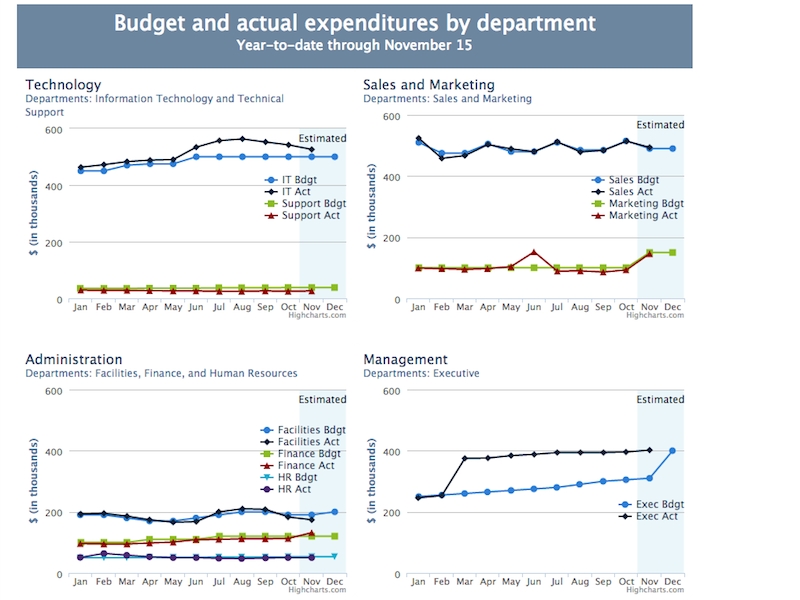 Budget and actual expenditures by department
Year-to-date through November 15
Technology
Departments: Information Technology and Technical
Support
Estimated
600
400
200
0
$ (in thousands)
IT Bdgt
IT Act
Support Bdgt
Support Act
Jan Feb Mar Apr May Jun Jul Aug Sep Oct Nov Dec
Highcharts.com
Sales and Marketing
Departments: Sales and Marketing
Estimated
600
400
200
0
$ (in thousands)
Sales Bdgt
Sales Act
Marketing Bdgt
Marketing Act
Jan Feb Mar Apr May Jun Jul Aug Sep Oct Nov Dec
Highcharts.com
Administration
Departments: Facilities, Finance, and Human Resources
Estimated
600
400
200
0
$ (in thousands)
Facilities Bdgt
Facilities Act
Finance Bdgt
Finance Act
HR Bdgt
HR Act
Jan Feb Mar Apr May Jun Jul Aug Sep Oct Nov Dec
Highcharts.com
Management
Departments: Executive
Estimated
600
400
200
0
$ (in thousands)
Exec Bdgt
Exec Act
Jan Feb Mar Apr May Jun Jul Aug Sep Oct Nov Dec
Highcharts.com